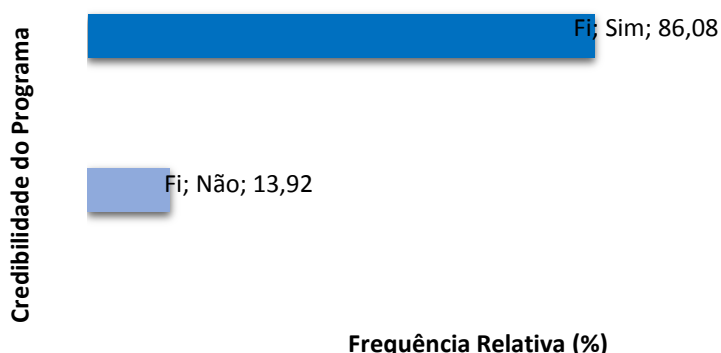 Credibilidade do Programa
Fi; Sim; 86,08
Fi; Não; 13,92
Frequência Relativa (%)